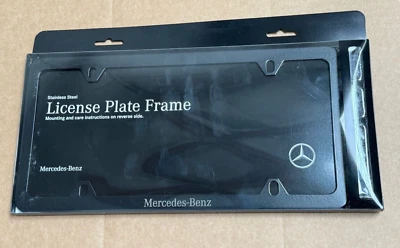 Stainless Steel
License Plate Frame
Mounting and care instructions on reverse side.
Mercedes-Benz
Mercedes-Benz